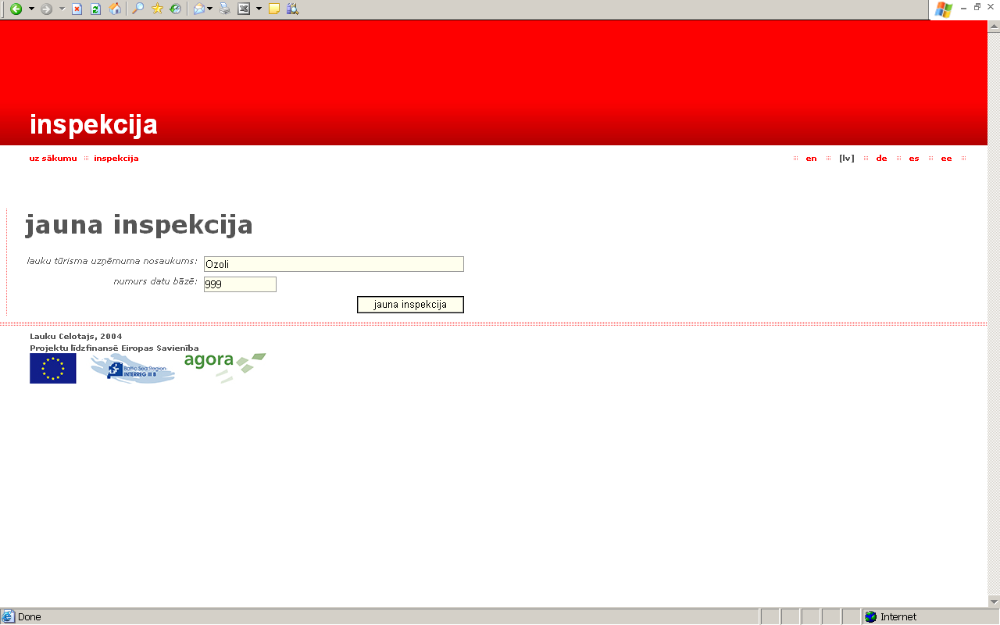 inspekcija
uz sākumu inspekcija en [lv] de es ee
jauna inspekcija
lauku tūrisma uzņēmuma nosaukums: Ozoli
numurs datu bāzē: 999
jauna inspekcija
Lauku Celotajs, 2004
Projektu līdzfinansē Eiropas Savienība
Baltic Sea Region
INTERREG III B
agora
Done Internet